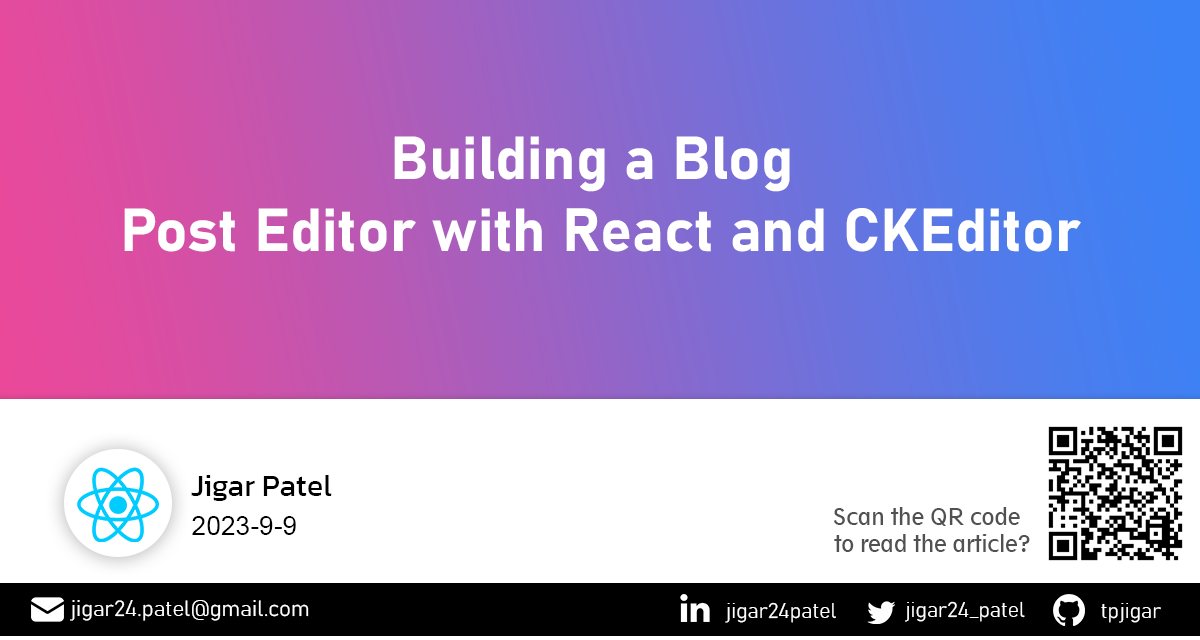 Building a Blog
Post Editor with React and CKEditor
Jigar Patel
2023-9-9
Scan the QR code
to read the article?
jigar24.patel@gmail.com
in jigar24patel
jigar24_patel
tpjigar